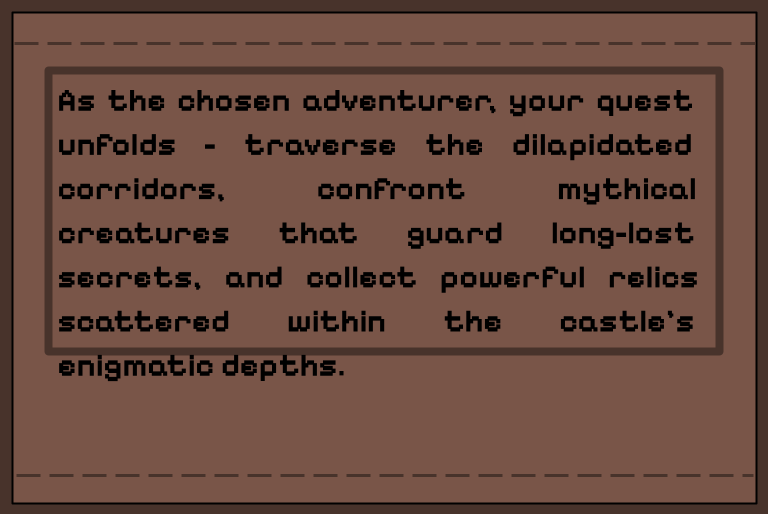 As the chosen adventurer, your quest
unfolds - traverse the dilapidated
corridors, confront mythical
creatures that guard long-lost
secrets, and collect powerful relics
scattered within the castle's
enigmatic depths.